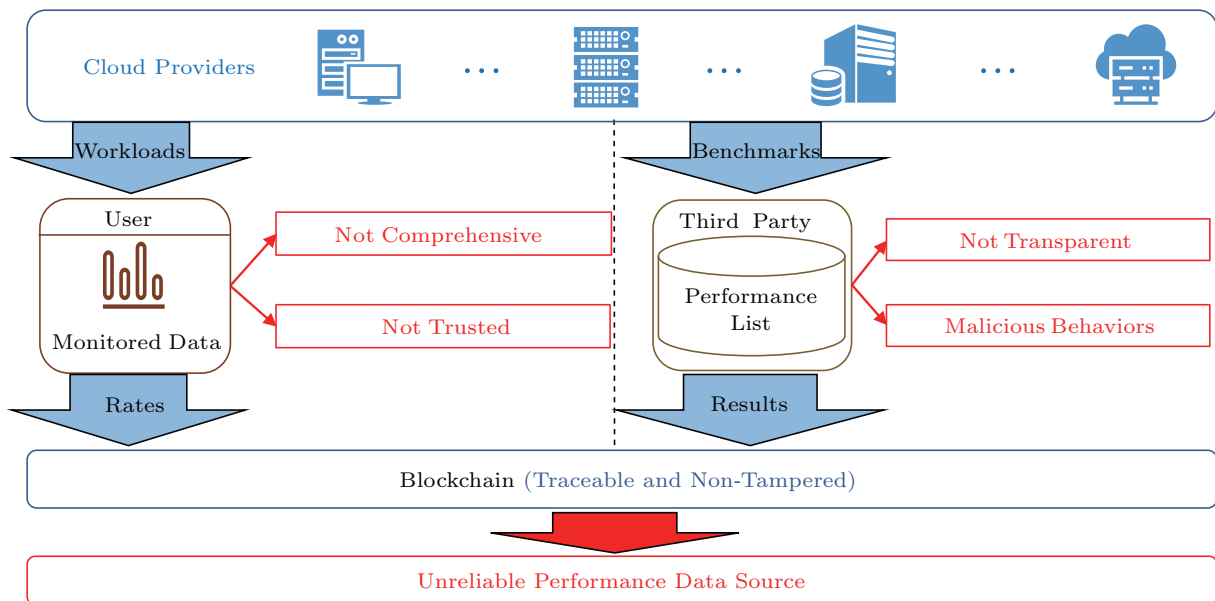 Cloud Providers
... ... ...
Workloads
Benchmarks
User
Monitored Data
Not Comprehensive
Not Trusted
Third Party
Performance
List
Not Transparent
Malicious Behaviors
Rates
Results
Blockchain (Traceable and Non-Tampered)
Unreliable Performance Data Source